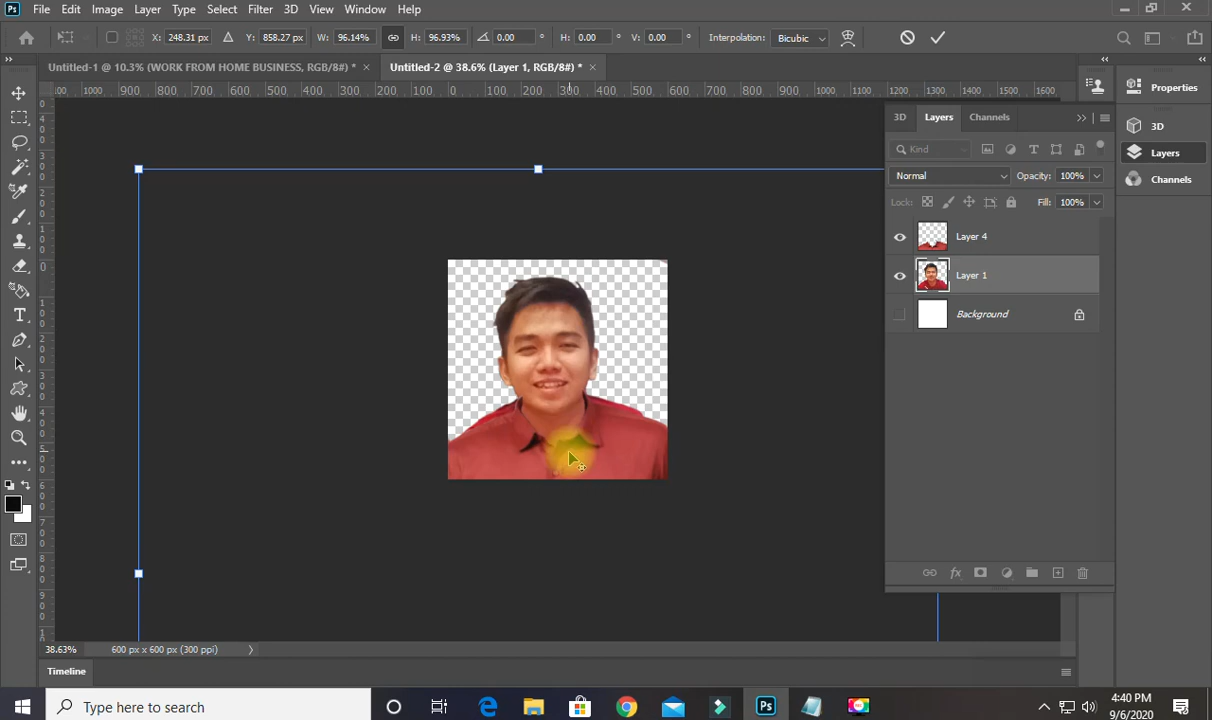 Ps File Edit Image Layer Type Select Filter 3D View Window Help
X: 248.31 px Y: 858.27 px W: 96.14% H: 96.93% 0.00 ° H: 0.00 ° V: 0.00 ° Interpolation: Bicubic
Untitled-1 @ 10.3% (WORK FROM HOME BUSINESS, RGB/8#) * × Untitled-2 @ 38.6% (Layer 1, RGB/8#) * ×
1000 900 800 700 600 500 400 300 200 100 0 100 200 300 400 500 600 700 800 900 1000 1100 1200 1300 1400 1500 1600
3D Layers Channels
Kind
Normal Opacity: 100%
Lock: Fill: 100%
Layer 4
Layer 1
Background
Properties
3D
Layers
Channels
38.63% 600 px x 600 px (300 ppi)
Timeline
Type here to search
4:40 PM
9/6/2020